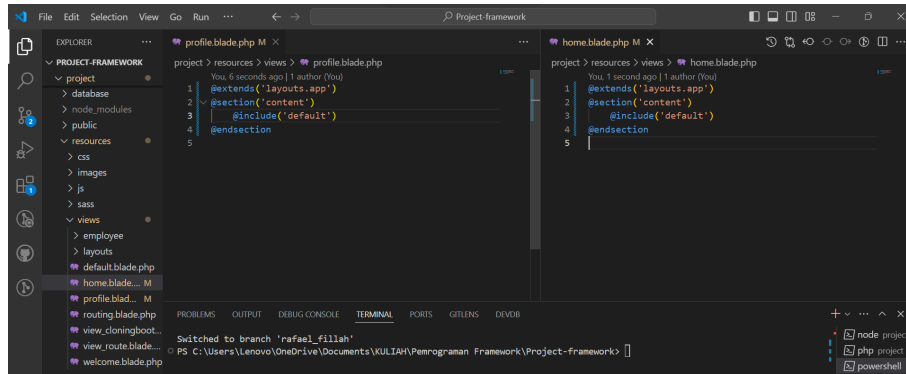 File Edit Selection View Go Run ··· ← → Project-framework
EXPLORER ···
PROJECT-FRAMEWORK
project
database
node_modules
public
resources
css
images
js
sass
views
employee
layouts
default.blade.php
home.blade.... M
profile.blad... M
routing.blade.php
view_cloningboot...
view_route.blade....
welcome.blade.php
2
1
profile.blade.php M ×
project > resources > views > profile.blade.php
You, 6 seconds ago | 1 author (You)
1 @extends('layouts.app')
2 @section('content')
3 @include('default')
4 @endsection
5
home.blade.php M ×
project > resources > views > home.blade.php
You, 1 second ago | 1 author (You)
1 @extends('layouts.app')
2 @section('content')
3 @include('default')
4 @endsection
5
PROBLEMS OUTPUT DEBUG CONSOLE TERMINAL PORTS GITLENS DEVDB
Switched to branch 'rafael_fillah'
PS C:\Users\Lenovo\OneDrive\Documents\KULIAH\Pemrograman Framework\Project-framework>
node projec
php project
powershell